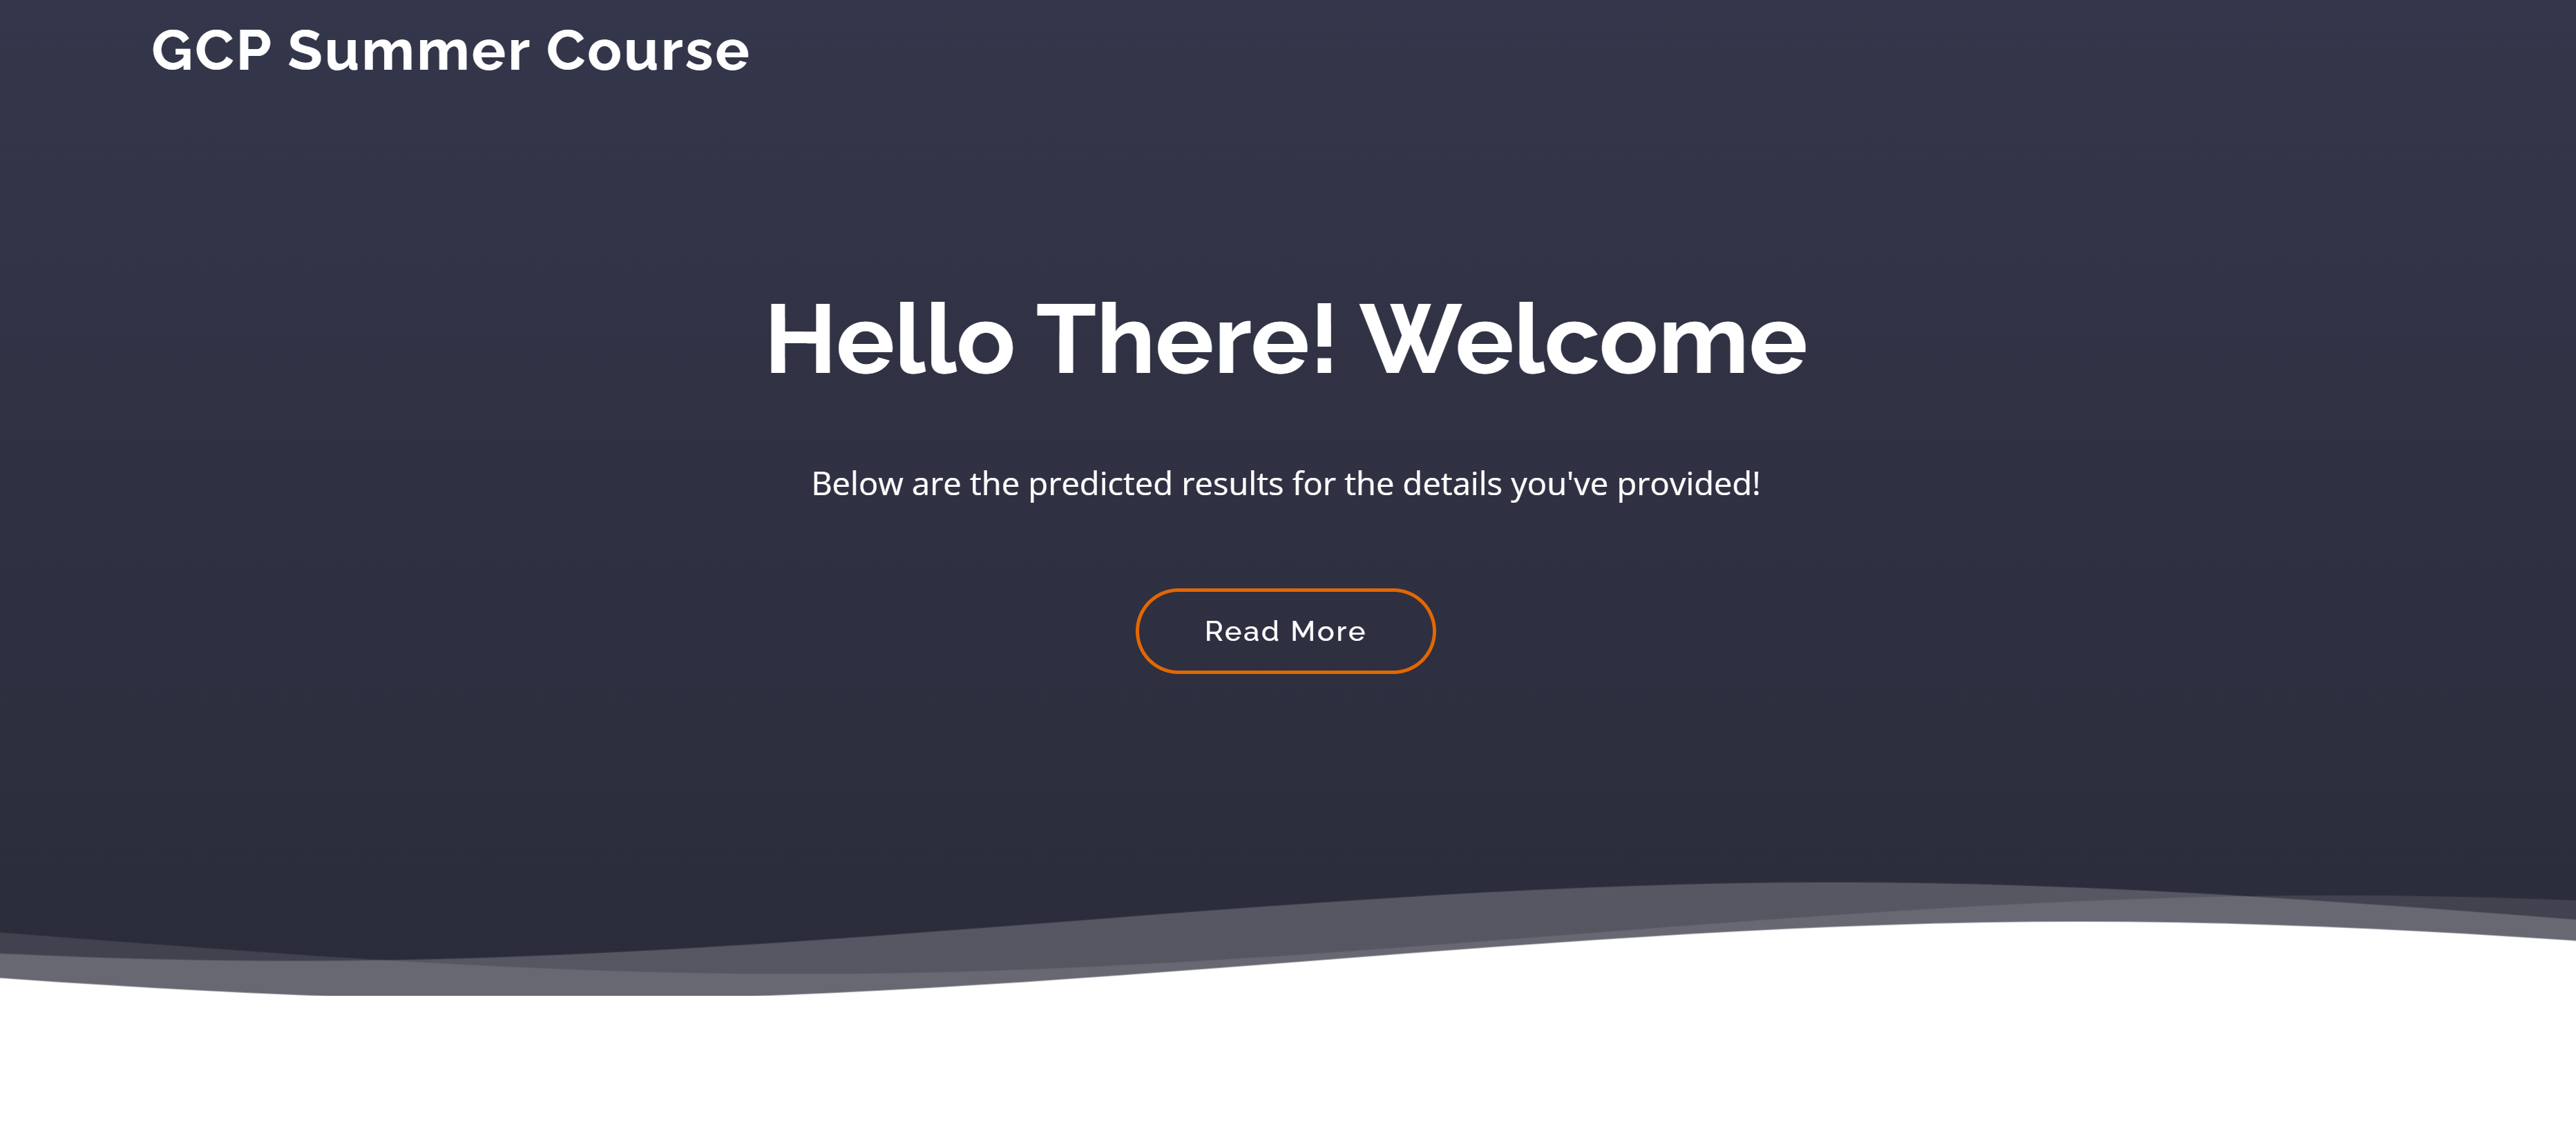 GCP Summer Course
Hello There! Welcome
Below are the predicted results for the details you've provided!
Read More